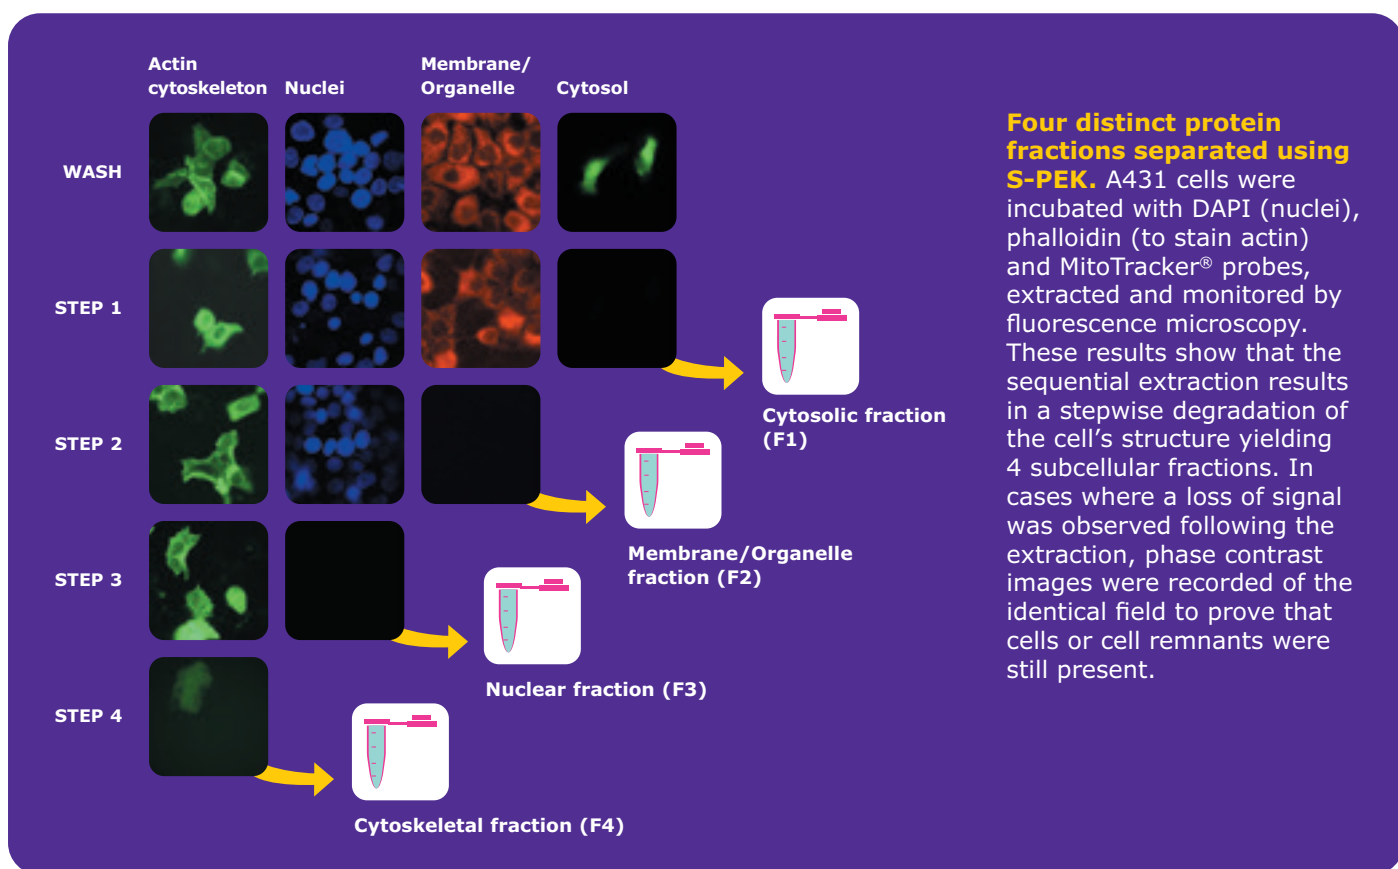 Actin
cytoskeleton
Nuclei
Membrane/
Organelle
Cytosol
WASH
STEP 1
Cytosolic fraction
(F1)
STEP 2
Membrane/Organelle
fraction (F2)
STEP 3
Nuclear fraction (F3)
STEP 4
Cytoskeletal fraction (F4)
Four distinct protein
fractions separated using
S-PEK. A431 cells were
incubated with DAPI (nuclei),
phalloidin (to stain actin)
and MitoTracker® probes,
extracted and monitored by
fluorescence microscopy.
These results show that the
sequential extraction results
in a stepwise degradation of
the cell’s structure yielding
4 subcellular fractions. In
cases where a loss of signal
was observed following the
extraction, phase contrast
images were recorded of the
identical field to prove that
cells or cell remnants were
still present.